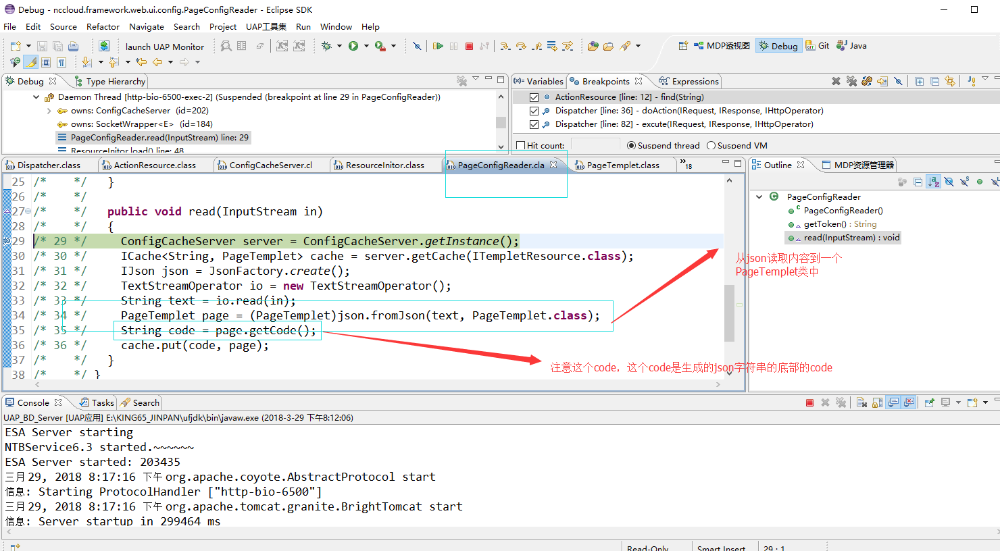 Debug - nccloud.framework.web.ui.config.PageConfigReader - Eclipse SDK
File Edit Source Refactor Navigate Search Project UAP工具集 Run Window Help
launch UAP Monitor
MDP透视图 Debug Git Java
Debug Type Hierarchy
Daemon Thread [http-bio-6500-exec-2] (Suspended (breakpoint at line 29 in PageConfigReader))
owns: ConfigCacheServer (id=202)
owns: SocketWrapper<E> (id=184)
PageConfigReader.read(InputStream) line: 29
ResourceInitor.load() line: 48
(x)= Variables Breakpoints Expressions
ActionResource [line: 12] - find(String)
Dispatcher [line: 36] - doAction(IRequest, IResponse, IHttpOperator)
Dispatcher [line: 82] - excute(IRequest, IResponse, IHttpOperator)
Hit count: Suspend thread Suspend VM
Dispatcher.class ActionResource.class ConfigCacheServer.cl ResourceInitor.class PageConfigReader.cla PageTemplet.class »18
25 /* */ }
26 /* */
27 /* */ public void read(InputStream in)
28 /* */ {
29 /* 29 */ ConfigCacheServer server = ConfigCacheServer.getInstance();
30 /* 30 */ ICache<String, PageTemplet> cache = server.getCache(ITempletResource.class);
31 /* 31 */ IJson json = JsonFactory.create();
32 /* 32 */ TextStreamOperator io = new TextStreamOperator();
33 /* 33 */ String text = io.read(in);
34 /* 34 */ PageTemplet page = (PageTemplet)json.fromJson(text, PageTemplet.class);
35 /* 35 */ String code = page.getCode();
36 /* 36 */ cache.put(code, page);
37 /* */ }
38 /* */ }
从json读取内容到一个
PageTemplet类中
注意这个code，这个code是生成的json字符串的底部的code
Outline MDP资源管理器
PageConfigReader
PageConfigReader()
getToken() : String
read(InputStream) : void
Console Tasks Search
UAP_BD_Server [UAP应用] E:\KING65_JINPAN\ufjdk\bin\javaw.exe (2018-3-29 下午8:12:06)
ESA Server starting
NTBService6.3 started.~~~~~~
ESA Server started: 203435
三月 29, 2018 8:17:16 下午 org.apache.coyote.AbstractProtocol start
信息: Starting ProtocolHandler ["http-bio-6500"]
三月 29, 2018 8:17:16 下午 org.apache.tomcat.granite.BrightTomcat start
信息: Server startup in 299464 ms
Read-Only Smart Insert 29 : 1